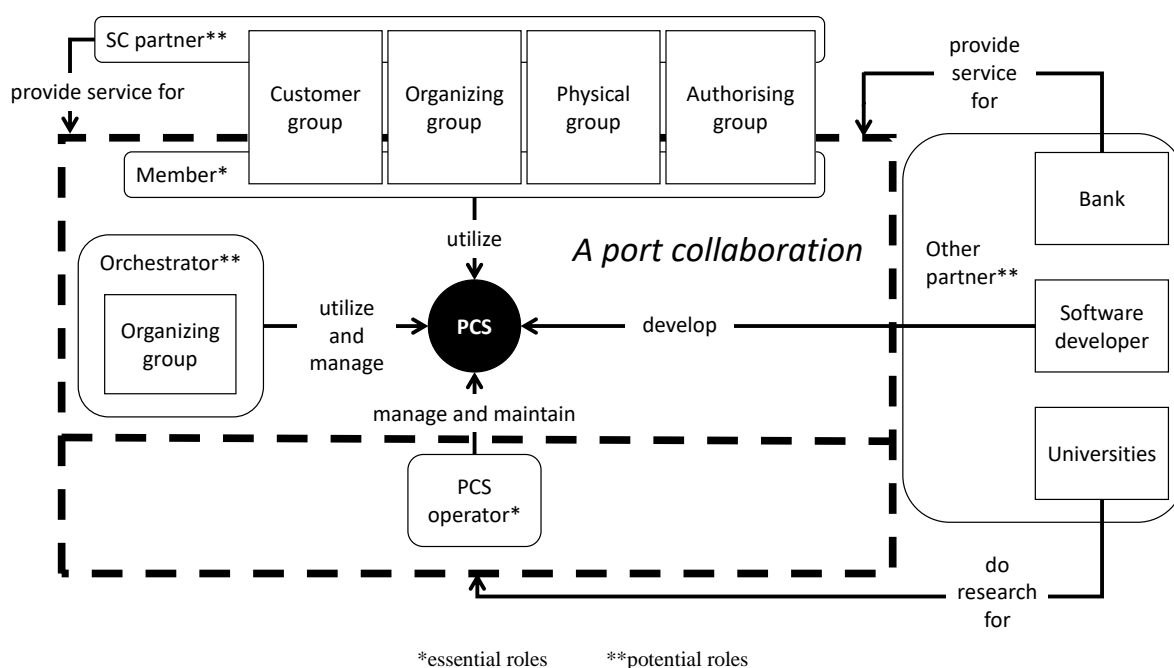 SC partner**
provide service for
Customer
group
Organizing
group
Physical
group
Authorising
group
Member*
provide
service
for
Bank
Other
partner**
Software
developer
Universities
utilize
A port collaboration
Orchestrator**
Organizing
group
utilize
and
manage
PCS
develop
manage and maintain
PCS
operator*
do
research
for
*essential roles **potential roles